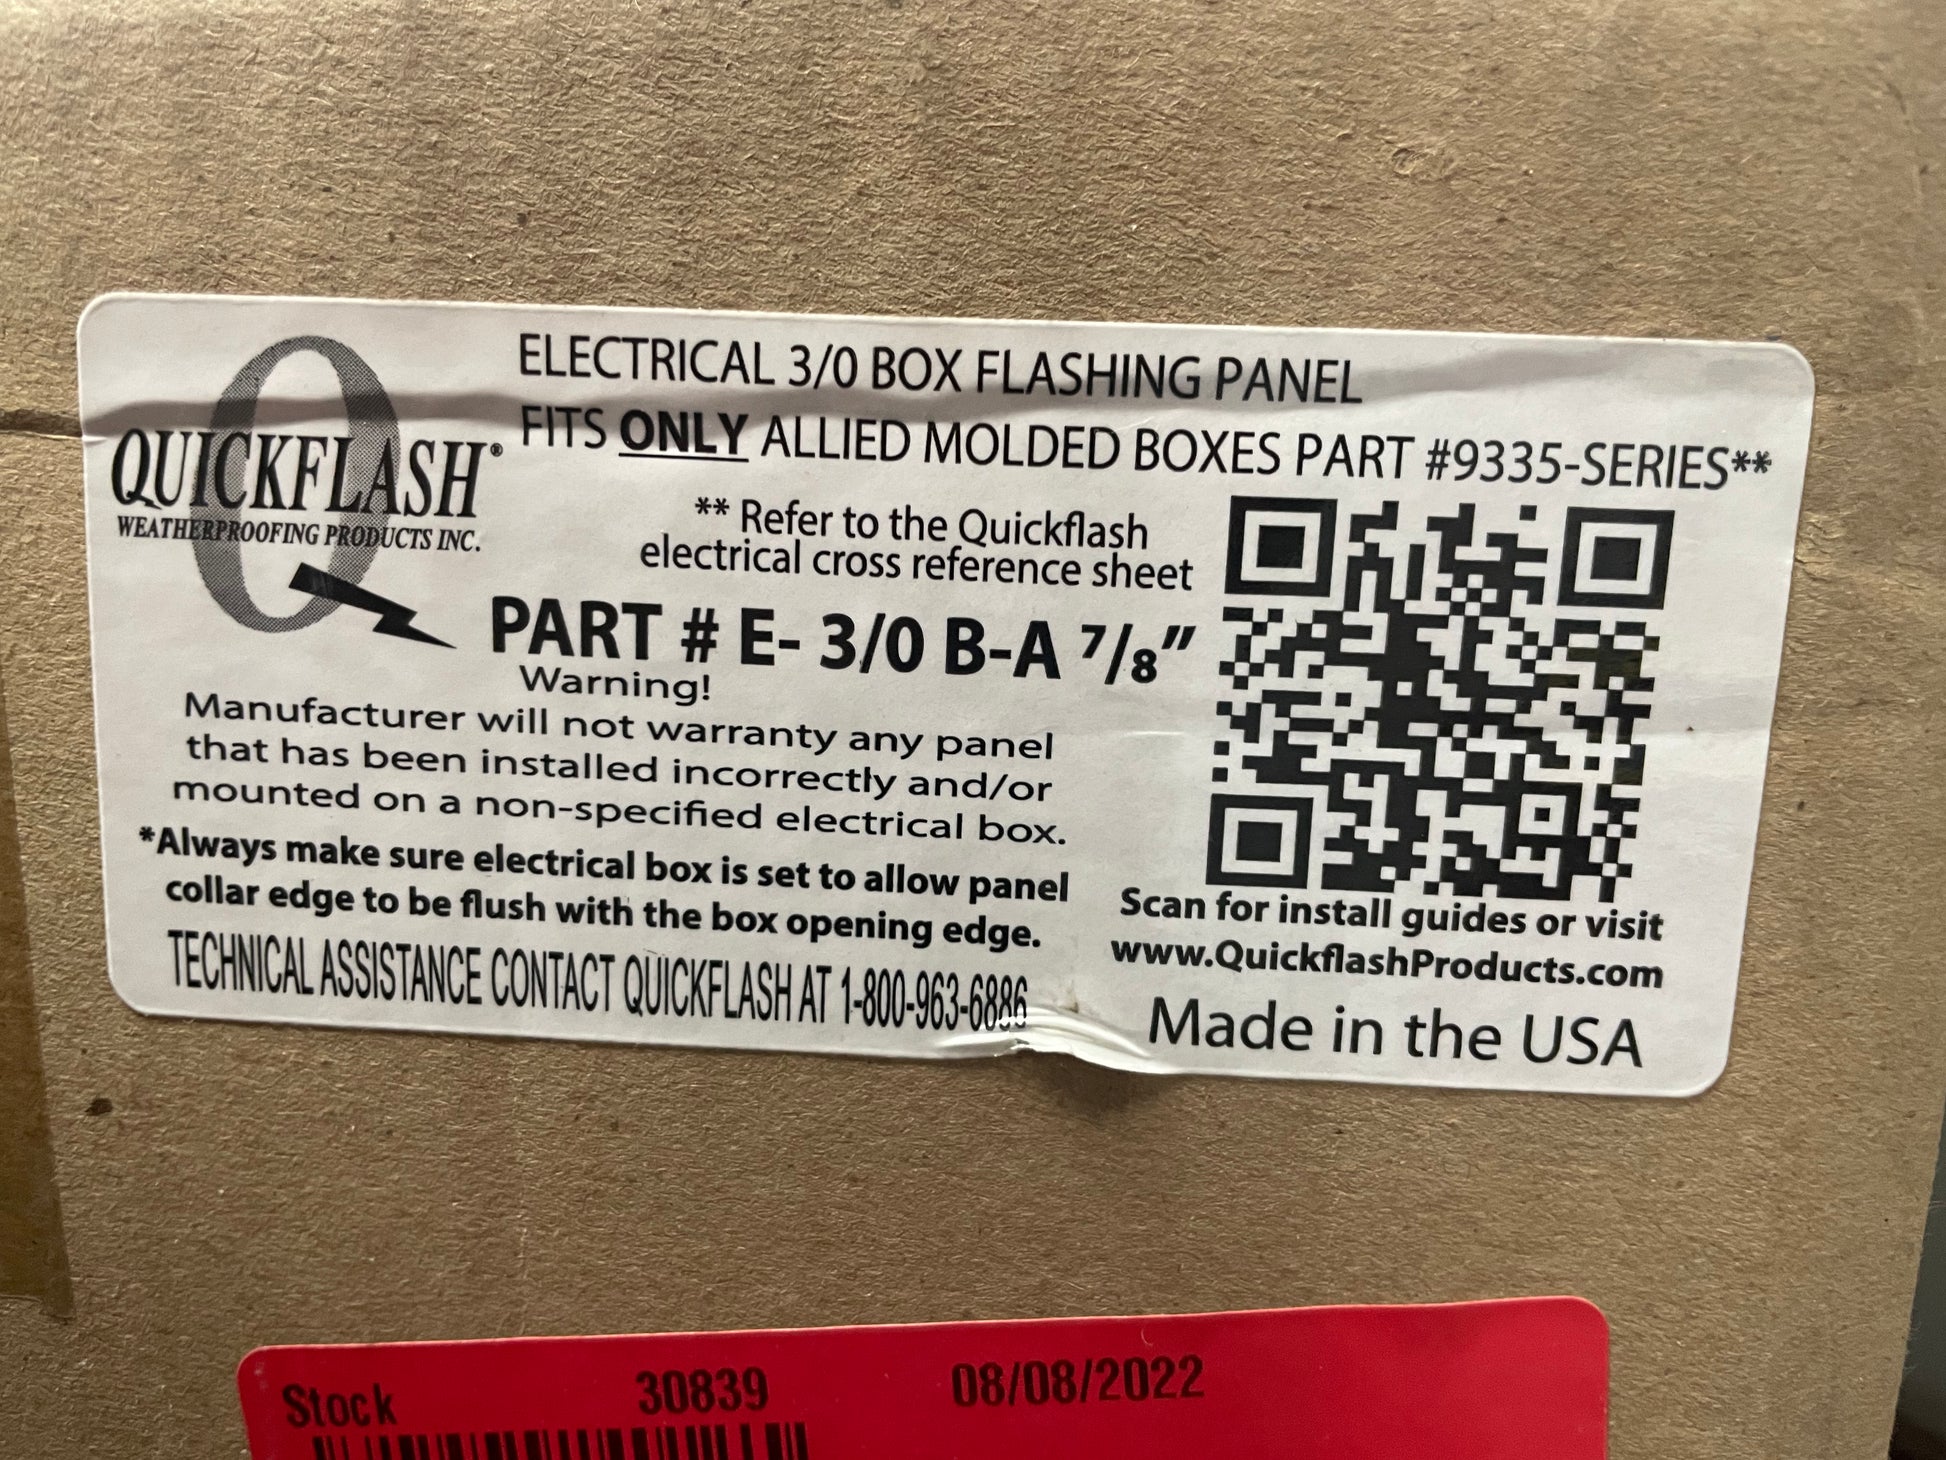 ELECTRICAL 3/0 BOX FLASHING PANEL
FITS ONLY ALLIED MOLDED BOXES PART #9335-SERIES**
QUICKFLASH®
WEATHERPROOFING PRODUCTS INC.
** Refer to the Quickflash
electrical cross reference sheet
PART # E- 3/0 B-A 7/8”
Warning!
Manufacturer will not warranty any panel
that has been installed incorrectly and/or
mounted on a non-specified electrical box.
*Always make sure electrical box is set to allow panel
collar edge to be flush with the box opening edge.
TECHNICAL ASSISTANCE CONTACT QUICKFLASH AT 1-800-963-6886
Scan for install guides or visit
www.QuickflashProducts.com
Made in the USA
Stock 30839 08/08/2022